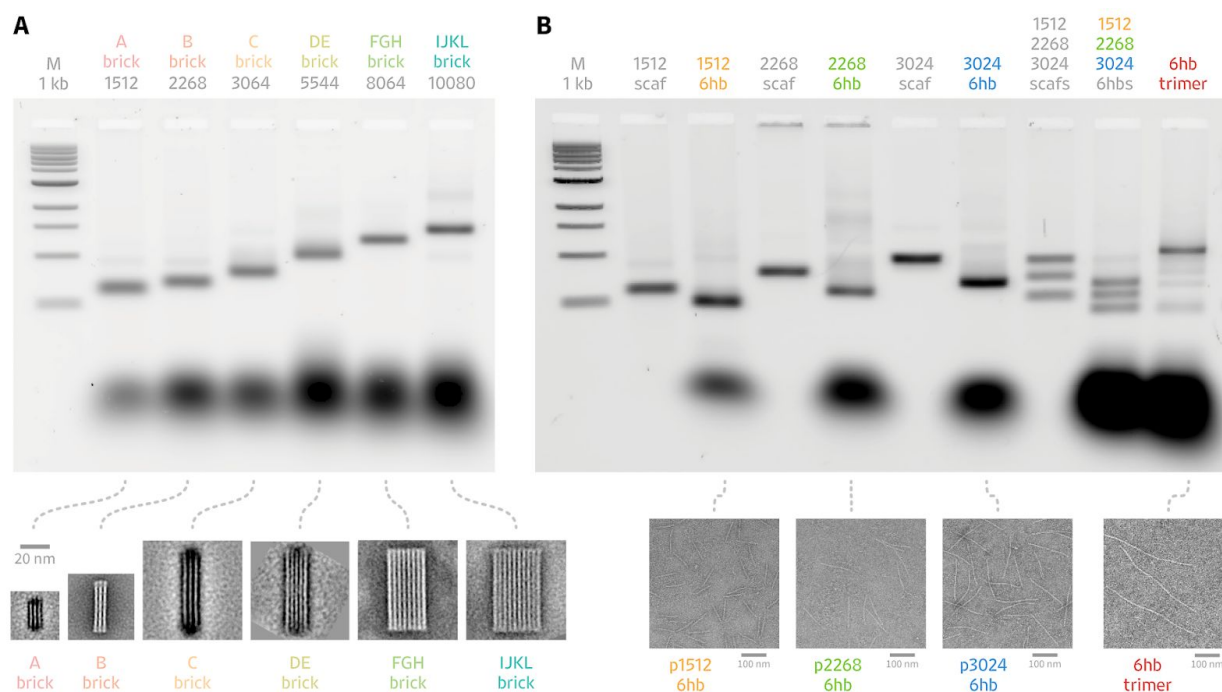 A
M
1 kb
A
brick
1512
B
brick
2268
C
brick
3064
DE
brick
5544
FGH
brick
8064
IJKL
brick
10080
20 nm
A
brick
B
brick
C
brick
DE
brick
FGH
brick
IJKL
brick
B
M
1 kb
1512
scaf
1512
6hb
2268
scaf
2268
6hb
3024
scaf
3024
6hb
1512
2268
3024
scafs
1512
2268
3024
6hbs
6hb
trimer
100 nm
100 nm
100 nm
100 nm
p1512
6hb
p2268
6hb
p3024
6hb
6hb
trimer